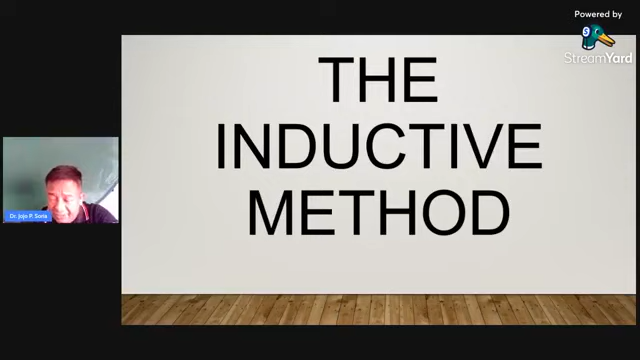 Powered by
StreamYard
THE
INDUCTIVE
METHOD
Dr. jojo P. Soria